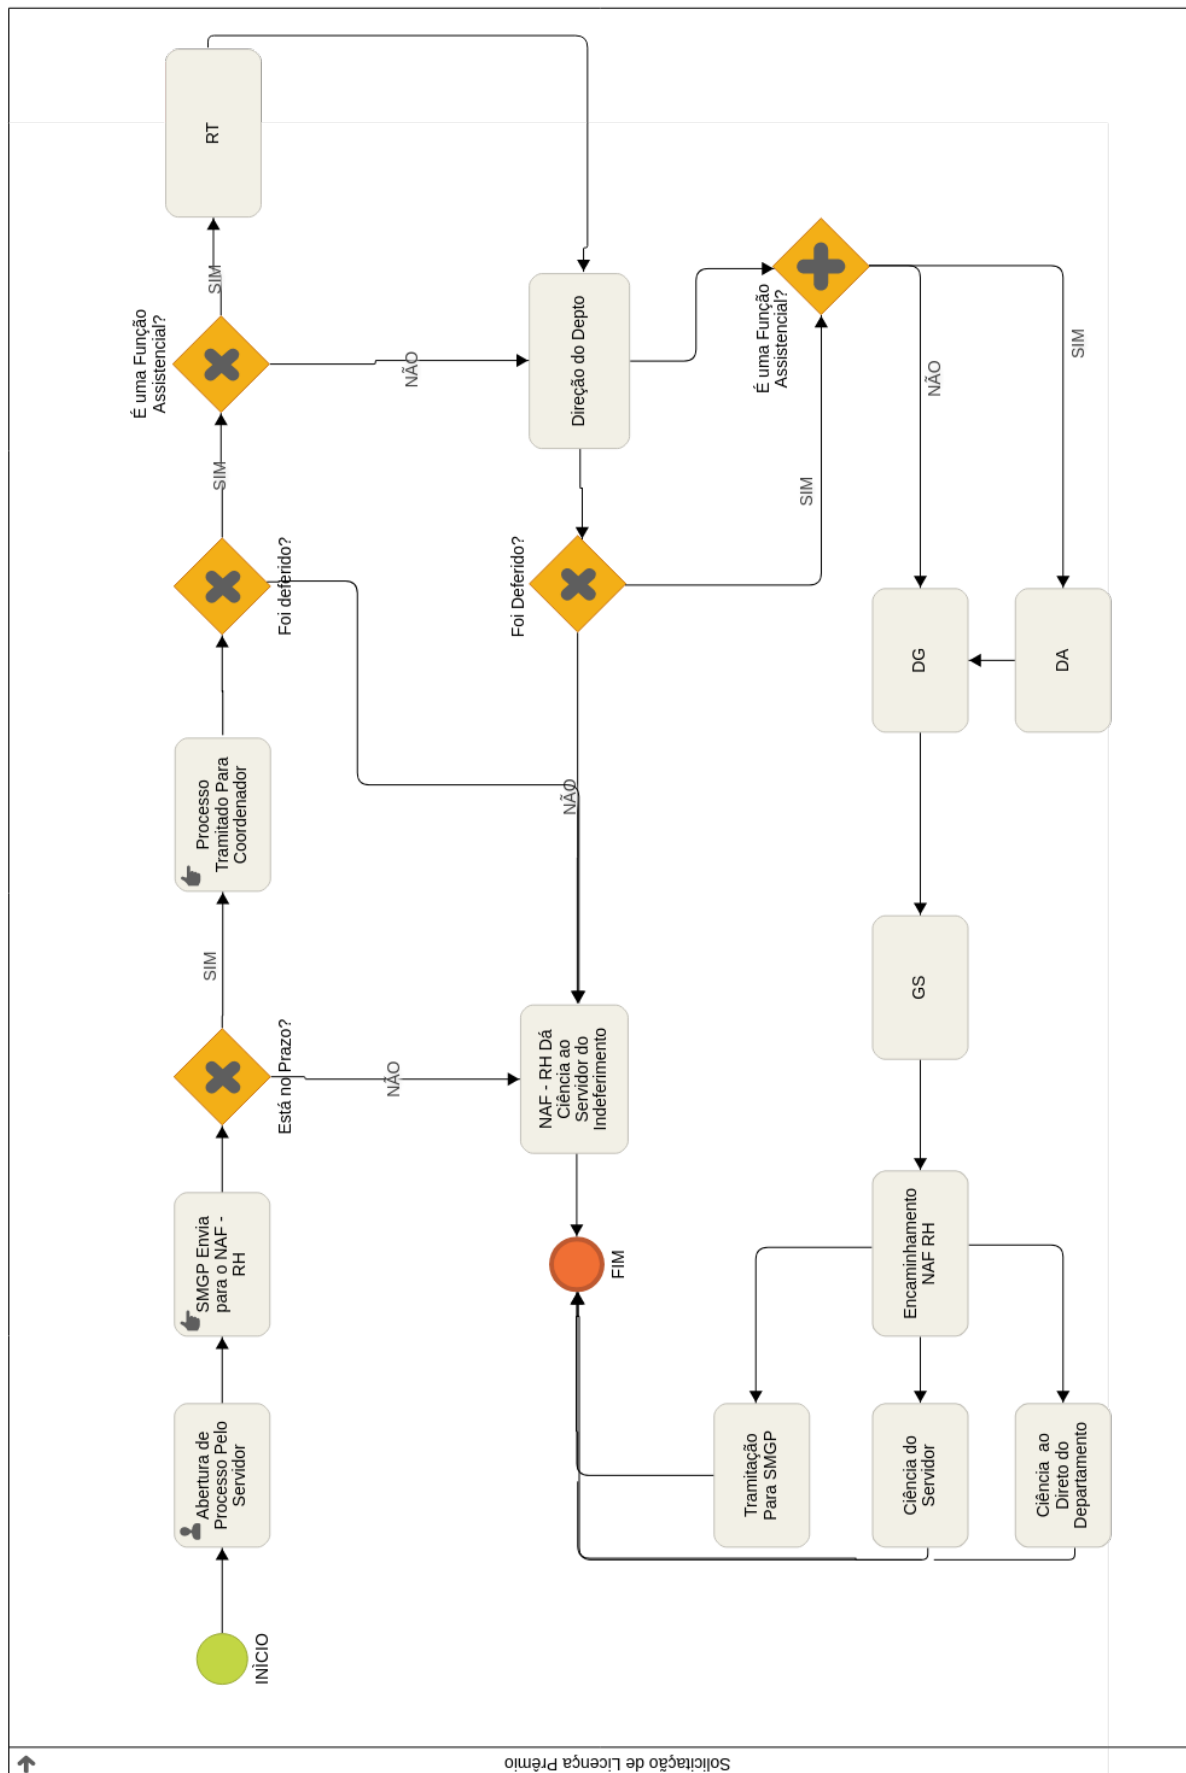 Solicitação de Licença Prêmio
INÍCIO
Abertura de
Processo Pelo
Servidor
SMGP Envia
para o NAF -
RH
Está no Prazo?
SIM
NÃO
Processo
Tramitado Para
Coordenador
Foi deferido?
SIM
É uma Função
Assistencial?
SIM
NÃO
RT
NAF - RH Dá
Ciência ao
Servidor do
Indeferimento
FIM
NÃO
Foi Deferido?
Direção do Depto
SIM
É uma Função
Assistencial?
NÃO
SIM
DG
DA
GS
Encaminhamento
NAF RH
Tramitação
Para SMGP
Ciência do
Servidor
Ciência ao
Direto do
Departamento